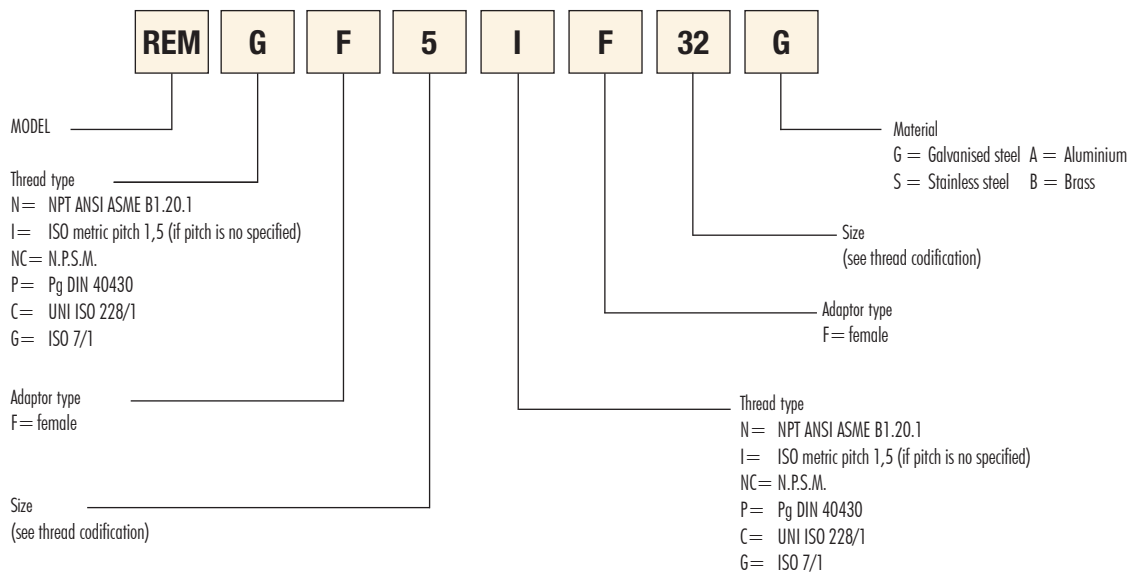 REM G F 5 I F 32 G
MODEL
Thread type
N= NPT ANSI ASME B1.20.1
I= ISO metric pitch 1,5 (if pitch is no specified)
NC= N.P.S.M.
P= Pg DIN 40430
C= UNI ISO 228/1
G= ISO 7/1
Adaptor type
F= female
Size
(see thread codification)
Material
G = Galvanised steel A = Aluminium
S = Stainless steel B = Brass
Size
(see thread codification)
Adaptor type
F= female
Thread type
N= NPT ANSI ASME B1.20.1
I= ISO metric pitch 1,5 (if pitch is no specified)
NC= N.P.S.M.
P= Pg DIN 40430
C= UNI ISO 228/1
G= ISO 7/1